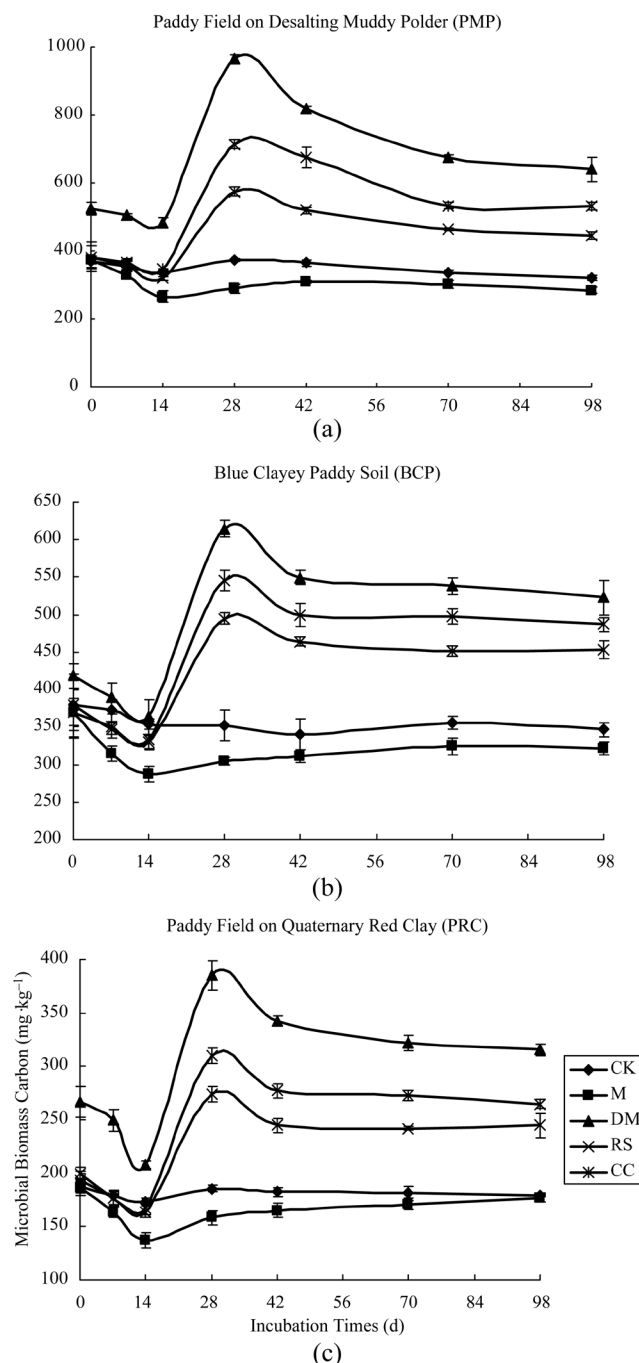 Paddy Field on Desalting Muddy Polder (PMP)
1000
800
600
400
200
0
0 14 28 42 56 70 84 98
(a)
Blue Clayey Paddy Soil (BCP)
650
600
550
500
450
400
350
300
250
200
0 14 28 42 56 70 84 98
(b)
Paddy Field on Quaternary Red Clay (PRC)
Microbial Biomass Carbon (mg·kg⁻¹)
400
350
300
250
200
150
100
CK
M
DM
RS
CC
0 14 28 42 56 70 84 98
Incubation Times (d)
(c)